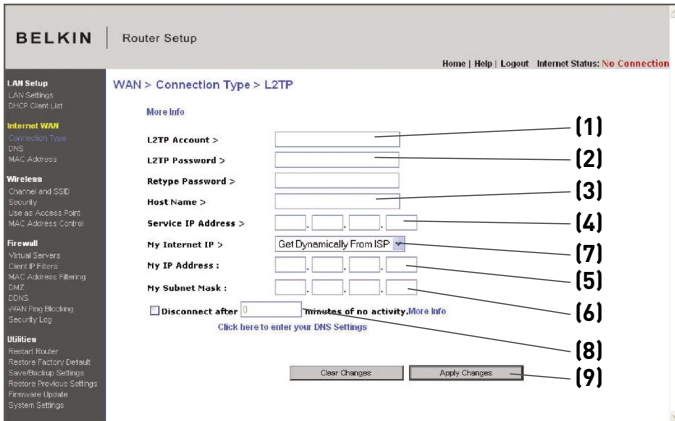 BELKIN
Router Setup
Home | Help | Logout Internet Status: No Connection
LAN Setup
LAN Settings
DHCP Client List
Internet WAN
Connection Type
DNS
MAC Address
Wireless
Channel and SSID
Security
Use as Access Point
MAC Address Control
Firewall
Virtual Servers
Client IP Filters
MAC Address Filtering
DMZ
DDNS
WAN Ping Blocking
Security Log
Utilities
Restart Router
Restore Factory Default
Save/Backup Settings
Restore Previous Settings
Firmware Update
System Settings
WAN > Connection Type > L2TP
More Info
L2TP Account > (1)
L2TP Password > (2)
Retype Password >
Host Name > (3)
Service IP Address > . . . (4)
My Internet IP > Get Dynamically From ISP (7)
My IP Address : . . . (5)
My Subnet Mask : . . . (6)
Disconnect after 0 minutes of no activity. More Info (8)
Click here to enter your DNS Settings
Clear Changes Apply Changes (9)